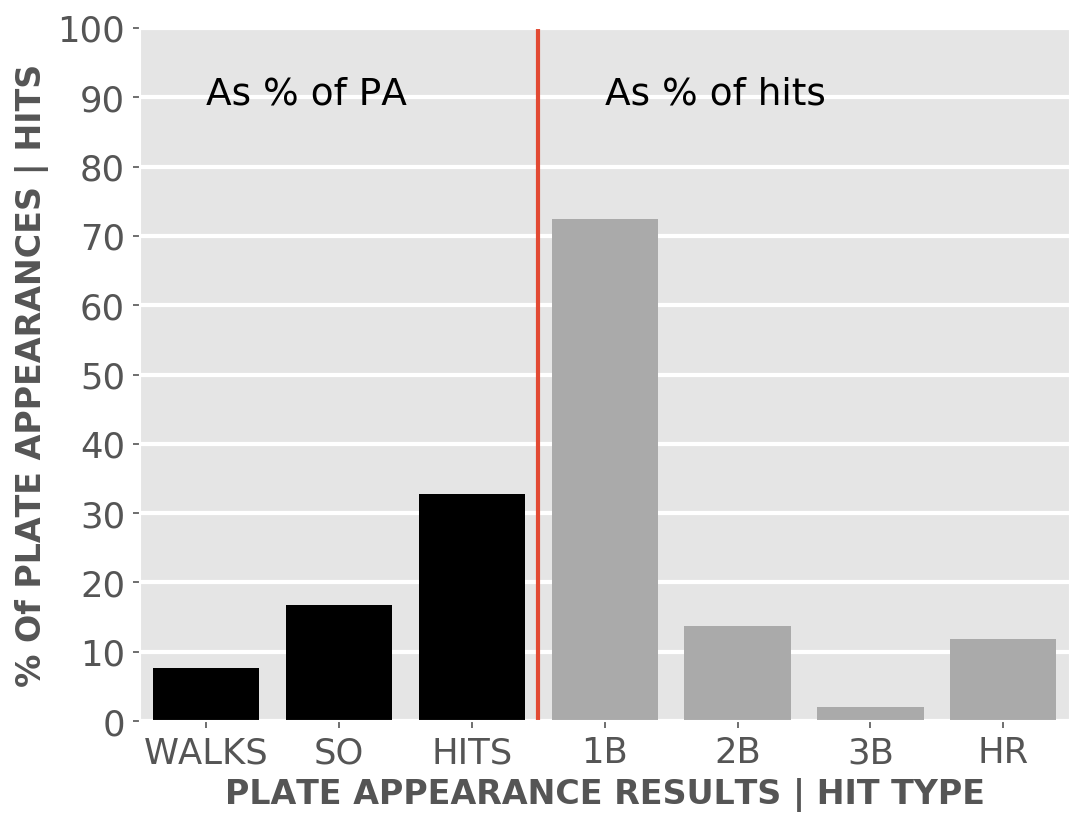 % Of PLATE APPEARANCES | HITS
100
90
80
70
60
50
40
30
20
10
0
As % of PA
As % of hits
WALKS SO HITS 1B 2B 3B HR
PLATE APPEARANCE RESULTS | HIT TYPE